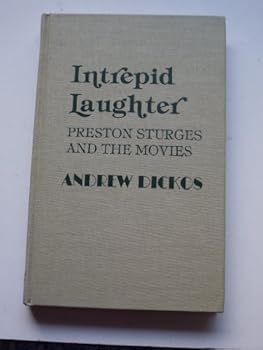 Intrepid
Laughter
PRESTON STURGES
AND THE MOVIES
ANDREW DICKOS